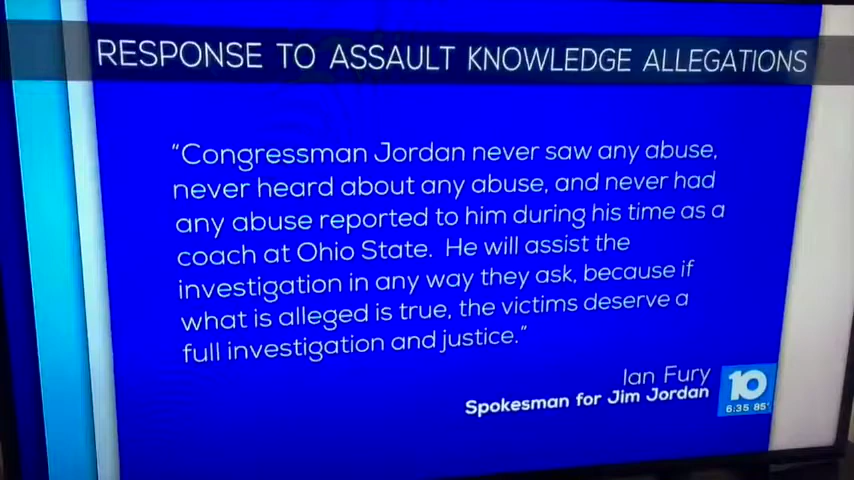 RESPONSE TO ASSAULT KNOWLEDGE ALLEGATIONS
“Congressman Jordan never saw any abuse,
never heard about any abuse, and never had
any abuse reported to him during his time as a
coach at Ohio State.  He will assist the
investigation in any way they ask, because if
what is alleged is true, the victims deserve a
full investigation and justice.”
Ian Fury
Spokesman for Jim Jordan
10
6:35 85°